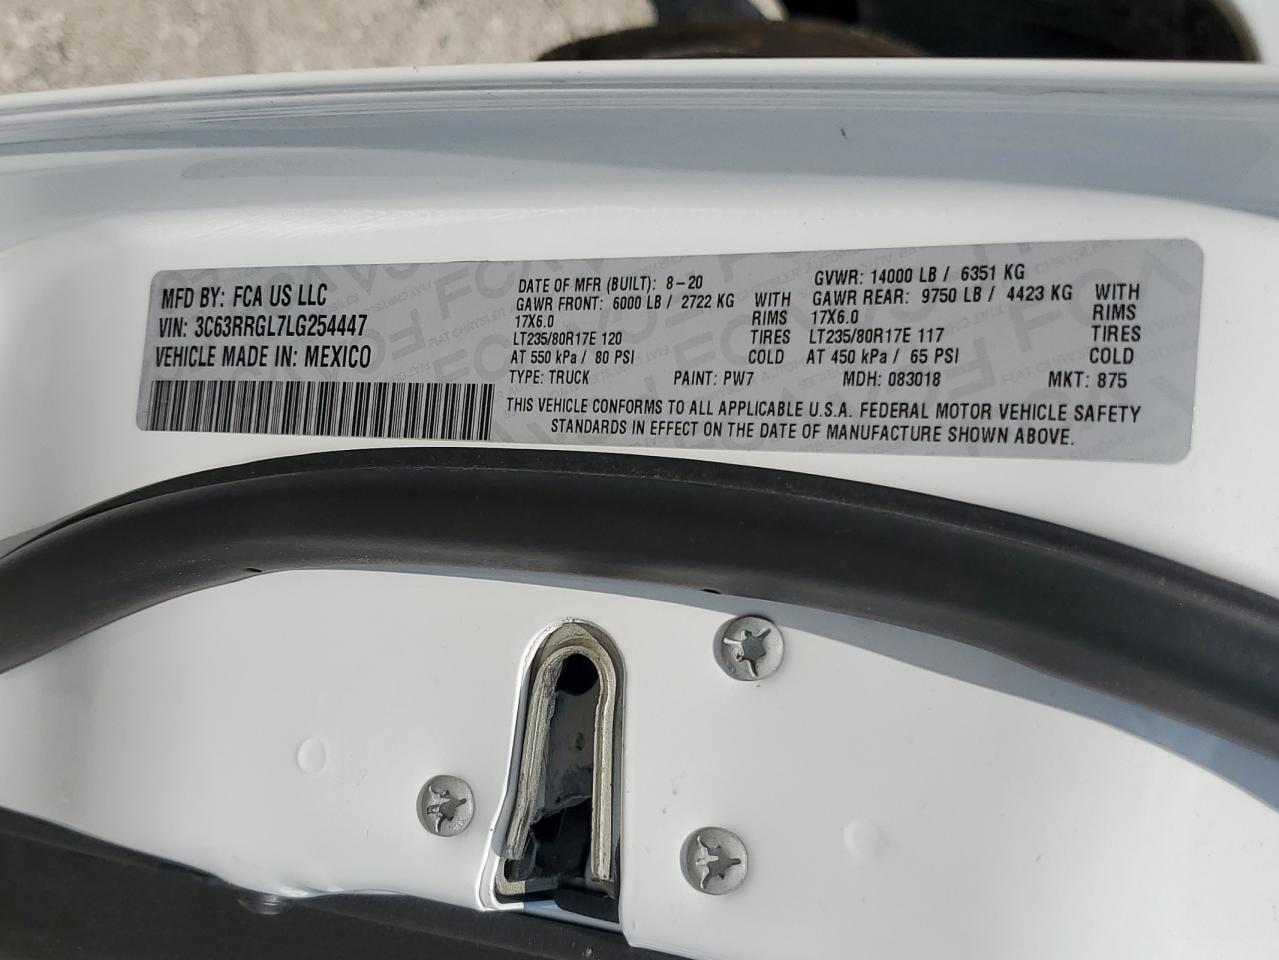 MFD BY: FCA US LLC
VIN: 3C63RRGL7LG254447
VEHICLE MADE IN: MEXICO
DATE OF MFR (BUILT): 8-20 GVWR: 14000 LB / 6351 KG
GAWR FRONT: 6000 LB / 2722 KG WITH GAWR REAR: 9750 LB / 4423 KG WITH
17X6.0 RIMS 17X6.0 RIMS
LT235/80R17E 120 TIRES LT235/80R17E 117 TIRES
AT 550 kPa / 80 PSI COLD AT 450 kPa / 65 PSI COLD
TYPE: TRUCK PAINT: PW7 MDH: 083018 MKT: 875
THIS VEHICLE CONFORMS TO ALL APPLICABLE U.S.A. FEDERAL MOTOR VEHICLE SAFETY
STANDARDS IN EFFECT ON THE DATE OF MANUFACTURE SHOWN ABOVE.